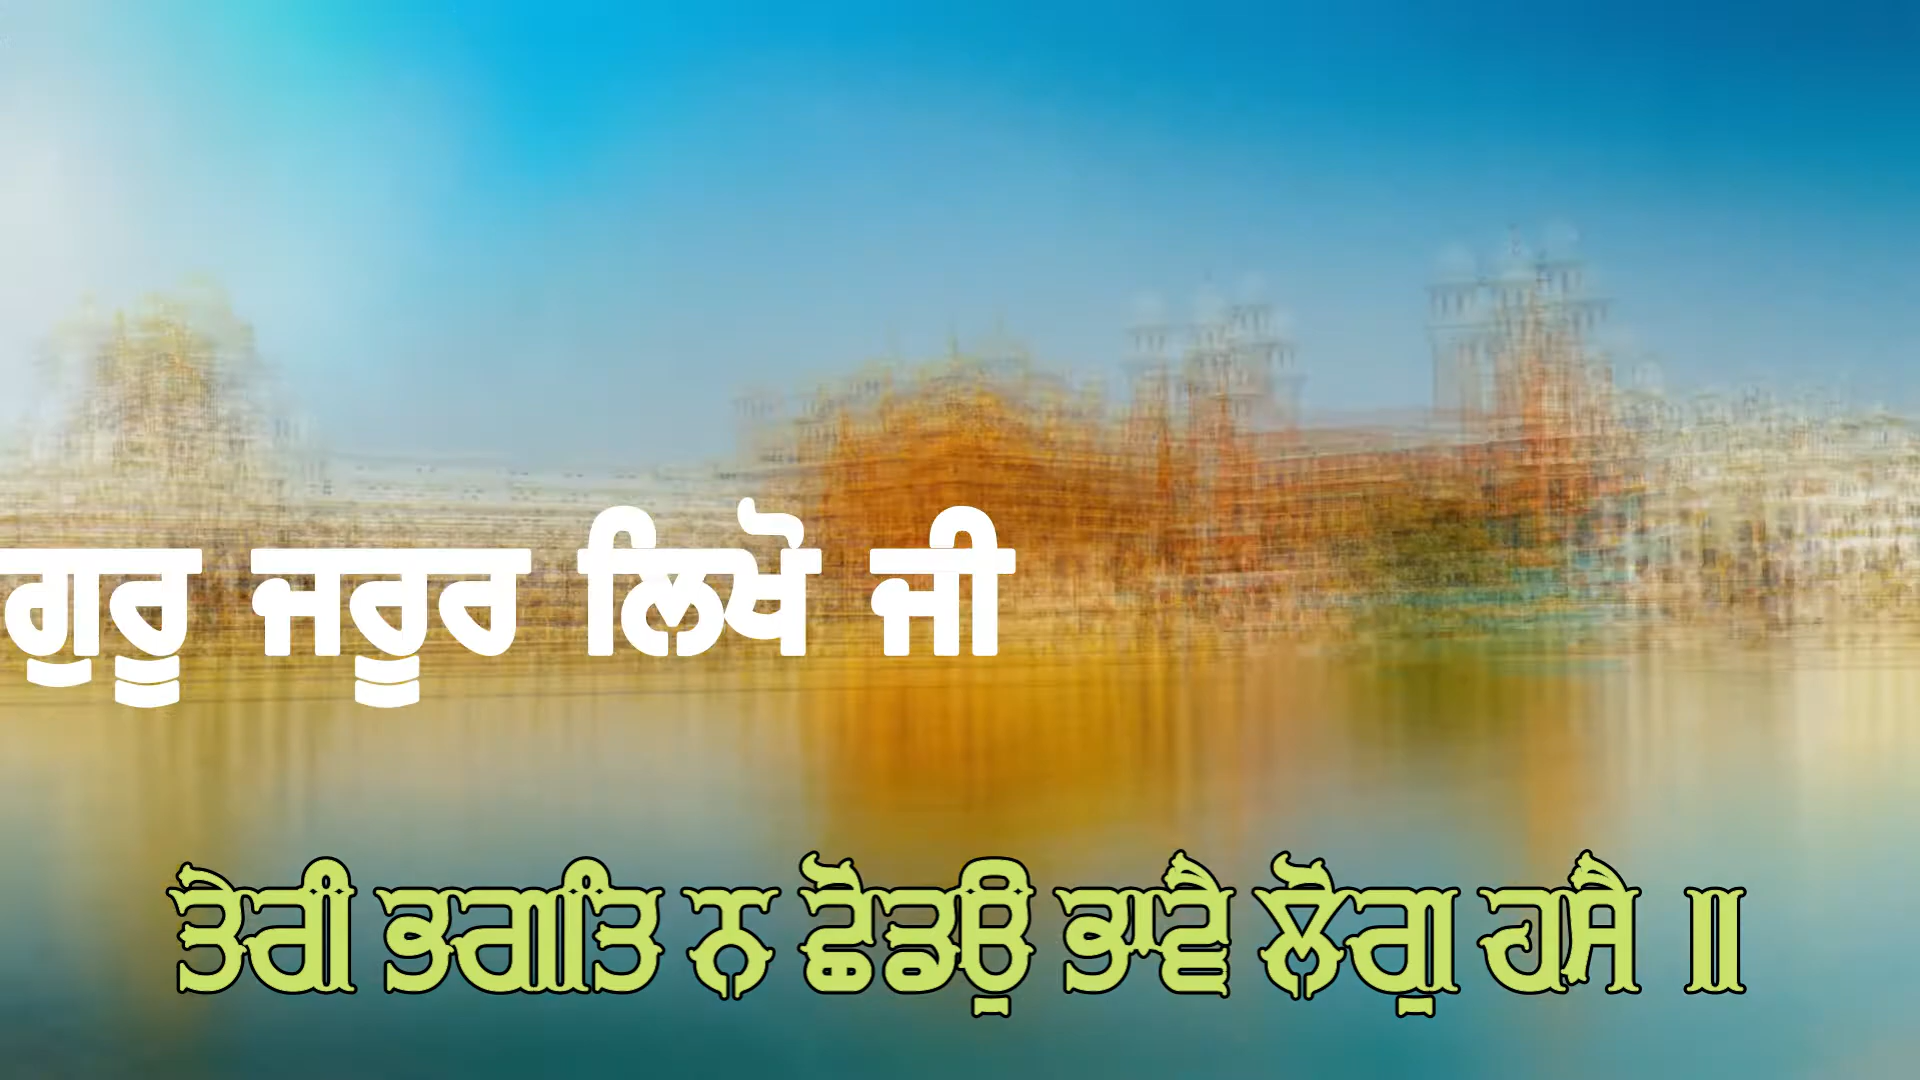 ਗੁਰੂ ਜਰੂਰ ਲਿਖੋ ਜੀ
ਤੇਰੀ ਭਗਤਿ ਨ ਛੋਡਉ ਭਾਵੈ ਲੋਗੁ ਹਸੈ ॥